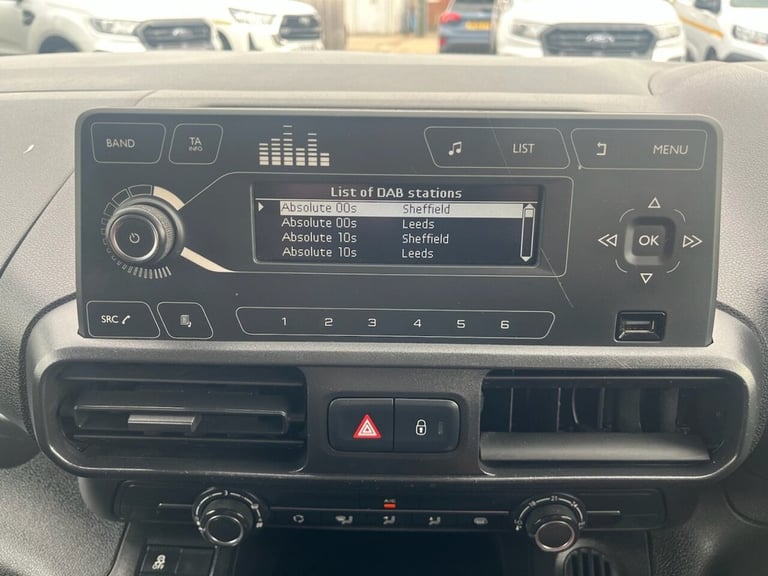 BAND
TA
INFO
LIST
MENU
List of DAB stations
Absolute 00s Sheffield
Absolute 00s Leeds
Absolute 10s Sheffield
Absolute 10s Leeds
OK
SRC
1 2 3 4 5 6
A/C
OFF